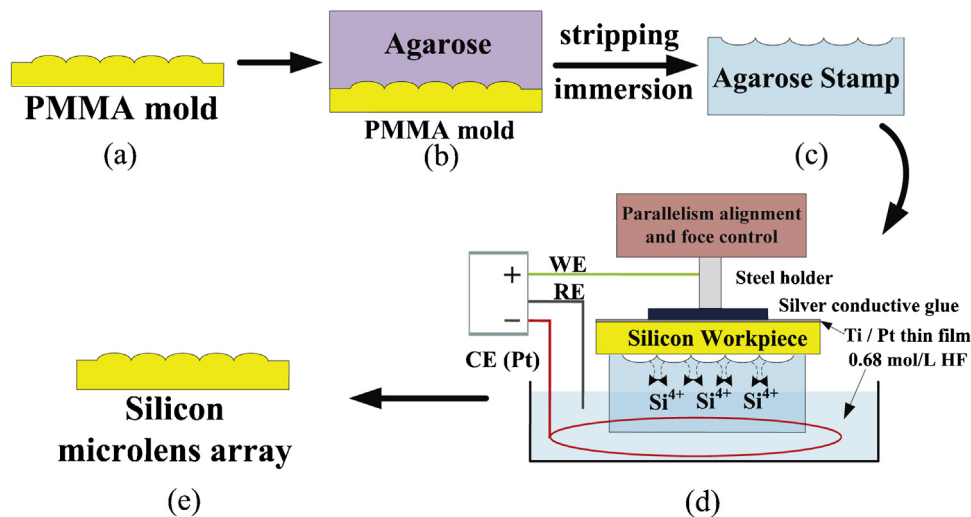 PMMA mold
(a)
Agarose
PMMA mold
(b)
stripping
immersion
Agarose Stamp
(c)
Parallelism alignment
and foce control
WE
Steel holder
+
RE
Silver conductive glue
−
Silicon Workpiece
Ti / Pt thin film
CE (Pt)
0.68 mol/L HF
Si4+ Si4+ Si4+
(d)
Silicon
microlens array
(e)